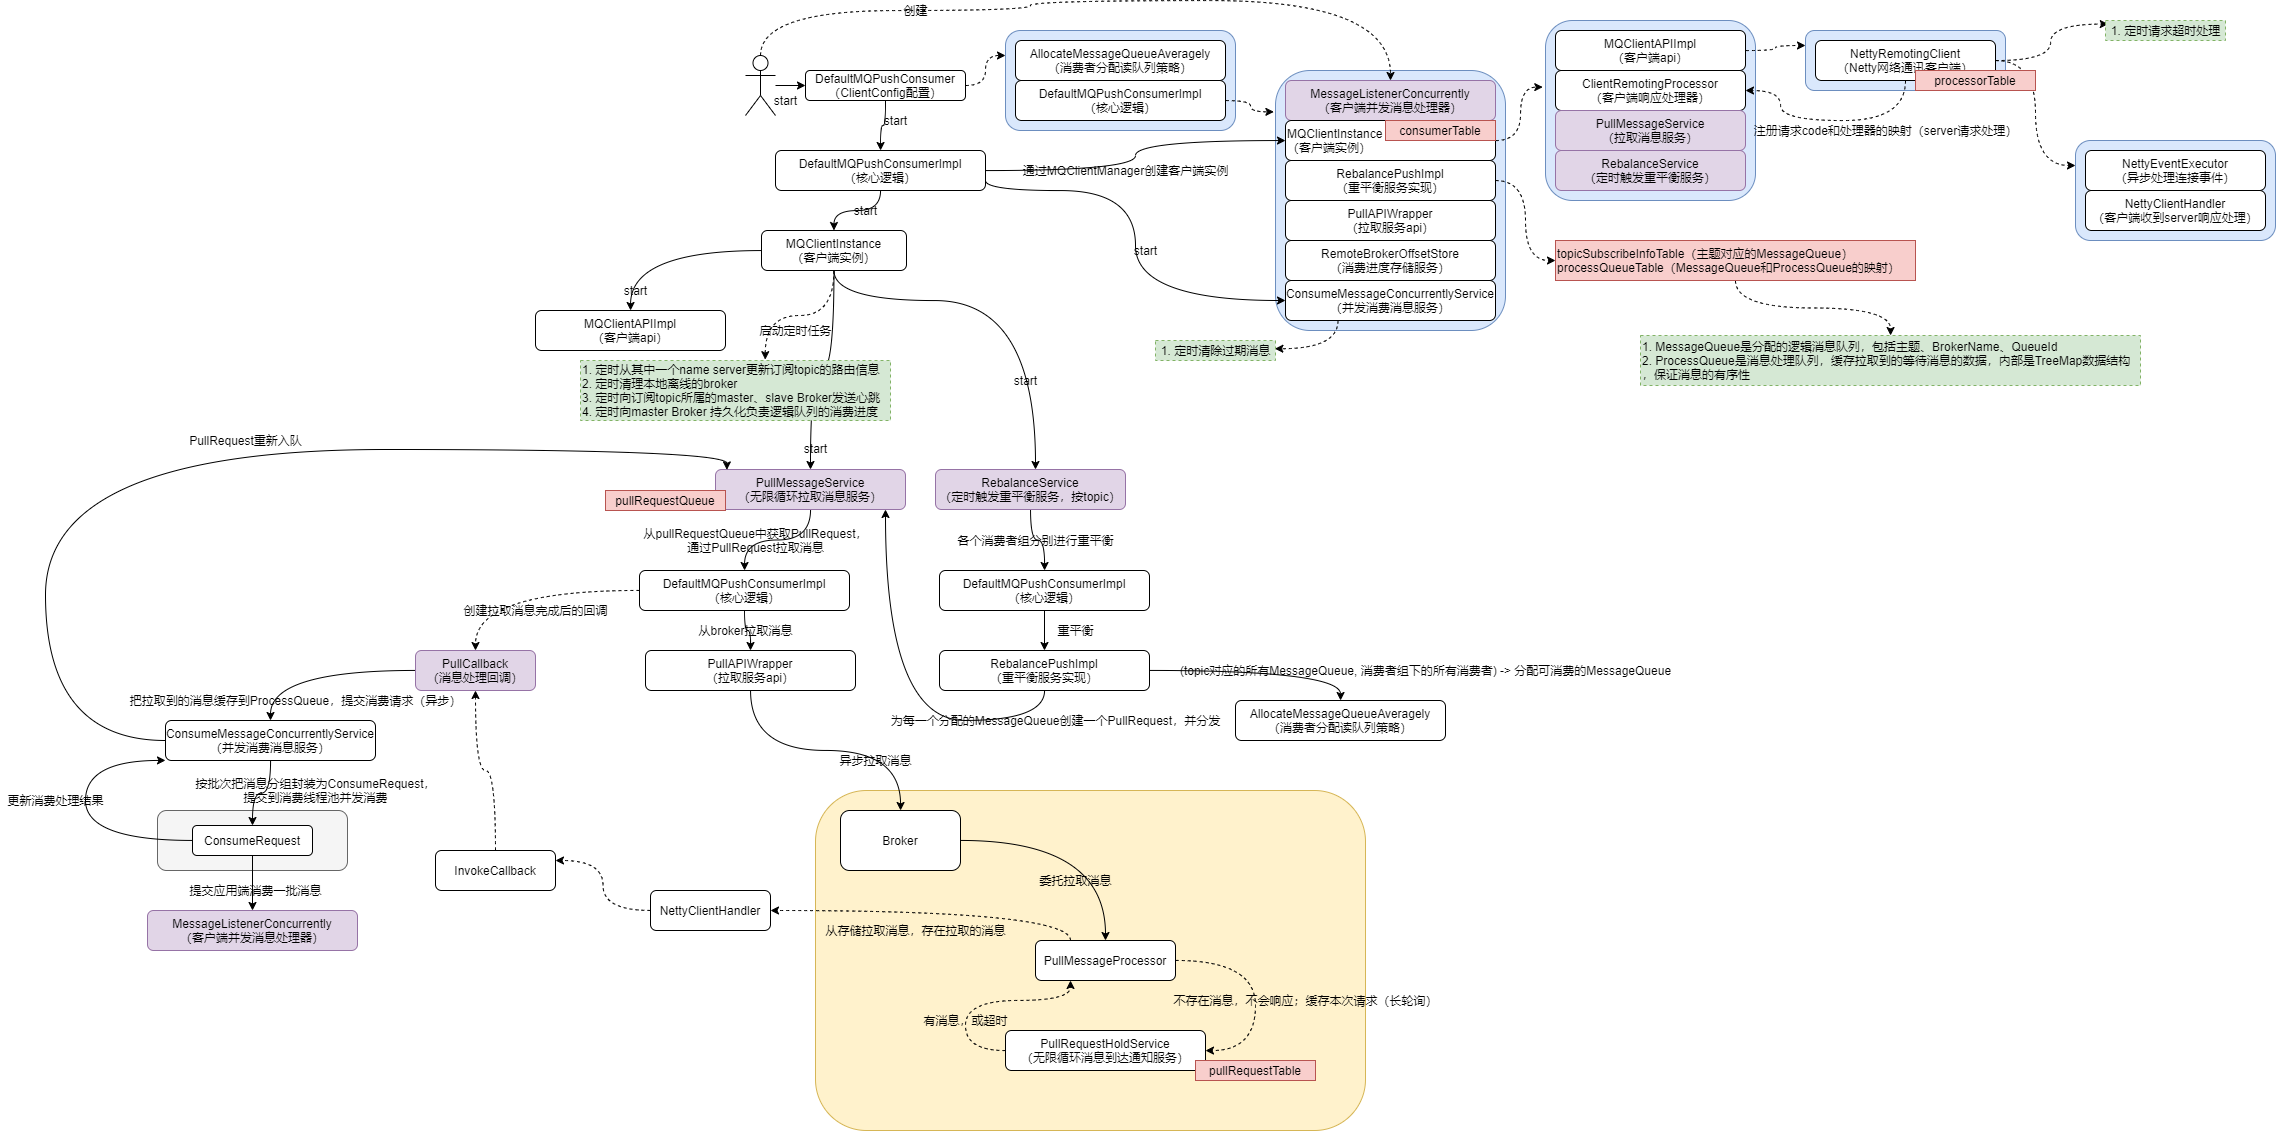 创建
start
DefaultMQPushConsumer
（ClientConfig配置）
AllocateMessageQueueAveragely
（消费者分配读队列策略）
DefaultMQPushConsumerImpl
（核心逻辑）
MessageListenerConcurrently
（客户端并发消息处理器）
MQClientInstance
（客户端实例）
consumerTable
RebalancePushImpl
（重平衡服务实现）
PullAPIWrapper
（拉取服务api）
RemoteBrokerOffsetStore
（消费进度存储服务）
ConsumeMessageConcurrentlyService
（并发消费消息服务）
1. 定时清除过期消息
MQClientAPIImpl
（客户端api）
ClientRemotingProcessor
（客户端响应处理器）
PullMessageService
（拉取消息服务）
RebalanceService
（定时触发重平衡服务）
NettyRemotingClient
（Netty网络通讯客户端）
processorTable
1. 定时请求超时处理
注册请求code和处理器的映射（server请求处理）
NettyEventExecutor
（异步处理连接事件）
NettyClientHandler
（客户端收到server响应处理）
topicSubscribeInfoTable（主题对应的MessageQueue）
processQueueTable（MessageQueue和ProcessQueue的映射）
1. MessageQueue是分配的逻辑消息队列，包括主题、BrokerName、QueueId
2. ProcessQueue是消息处理队列，缓存拉取到的等待消息的数据，内部是TreeMap数据结构
，保证消息的有序性
start
DefaultMQPushConsumerImpl
（核心逻辑）
通过MQClientManager创建客户端实例
start
start
MQClientInstance
（客户端实例）
start
MQClientAPIImpl
（客户端api）
启动定时任务
1. 定时从其中一个name server更新订阅topic的路由信息
2. 定时清理本地离线的broker
3. 定时向订阅topic所属的master、slave Broker发送心跳
4. 定时向master Broker 持久化负责逻辑队列的消费进度
start
start
PullRequest重新入队
PullMessageService
（无限循环拉取消息服务）
pullRequestQueue
RebalanceService
（定时触发重平衡服务，按topic）
从pullRequestQueue中获取PullRequest，
通过PullRequest拉取消息
各个消费者组分别进行重平衡
DefaultMQPushConsumerImpl
（核心逻辑）
DefaultMQPushConsumerImpl
（核心逻辑）
创建拉取消息完成后的回调
从broker拉取消息
重平衡
PullCallback
（消息处理回调）
PullAPIWrapper
（拉取服务api）
RebalancePushImpl
（重平衡服务实现）
(topic对应的所有MessageQueue, 消费者组下的所有消费者) -> 分配可消费的MessageQueue
把拉取到的消息缓存到ProcessQueue，提交消费请求（异步）
为每一个分配的MessageQueue创建一个PullRequest，并分发
AllocateMessageQueueAveragely
（消费者分配读队列策略）
ConsumeMessageConcurrentlyService
（并发消费消息服务）
异步拉取消息
按批次把消息分组封装为ConsumeRequest，
提交到消费线程池并发消费
更新消费处理结果
ConsumeRequest
Broker
InvokeCallback
委托拉取消息
提交应用端消费一批消息
NettyClientHandler
MessageListenerConcurrently
（客户端并发消息处理器）
从存储拉取消息，存在拉取的消息
PullMessageProcessor
不存在消息，不会响应；缓存本次请求（长轮询）
有消息，或超时
PullRequestHoldService
（无限循环消息到达通知服务）
pullRequestTable